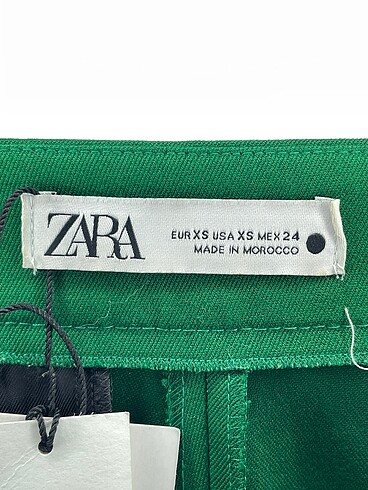 ZARA
EUR XS USA XS MEX 24
MADE IN MOROCCO